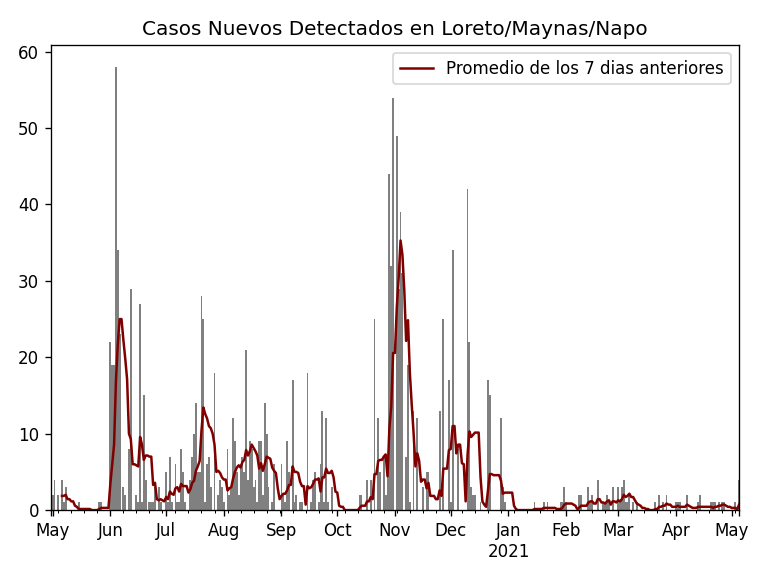 Casos Nuevos Detectados en Loreto/Maynas/Napo
Promedio de los 7 dias anteriores
60
50
40
30
20
10
0
May Jun Jul Aug Sep Oct Nov Dec Jan Feb Mar Apr May
2021